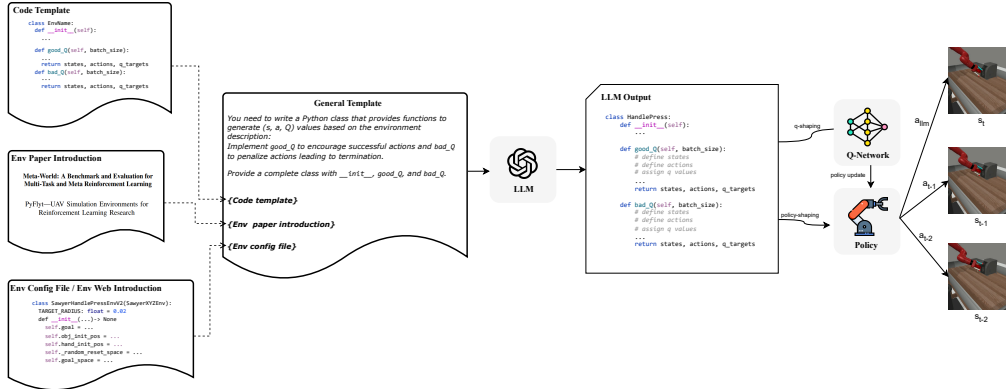 Code Template
class EnvName:
def __init__(self):
...
def good_Q(self, batch_size):
...
return states, actions, q_targets
def bad_Q(self, batch_size):
...
return states, actions, q_targets
Env Paper Introduction
Meta-World: A Benchmark and Evaluation for
Multi-Task and Meta Reinforcement Learning
PyFlyt—UAV Simulation Environments for
Reinforcement Learning Research
Env Config File / Env Web Introduction
class SawyerHandlePressEnvV2(SawyerXYZEnv):
TARGET_RADIUS: float = 0.02
def __init__(...)-> None
self.goal = ...
self.obj_init_pos = ...
self.hand_init_pos = ...
self._random_reset_space = ...
self.goal_space = ...
General Template
You need to write a Python class that provides functions to
generate (s, a, Q) values based on the environment
description:
Implement good_Q to encourage successful actions and bad_Q
to penalize actions leading to termination.
Provide a complete class with __init__, good_Q, and bad_Q.
{Code template}
{Env paper introduction}
{Env config file}
LLM
LLM Output
class HandlePress:
def __init__(self):
...
def good_Q(self, batch_size):
# define states
# define actions
# assign q values
...
return states, actions, q_targets
def bad_Q(self, batch_size):
# define states
# define actions
# assign q values
...
return states, actions, q_targets
q-shaping
policy-shaping
Q-Network
policy update
Policy
a_llm
a_t-1
a_t-2
s_t
s_t-1
s_t-2